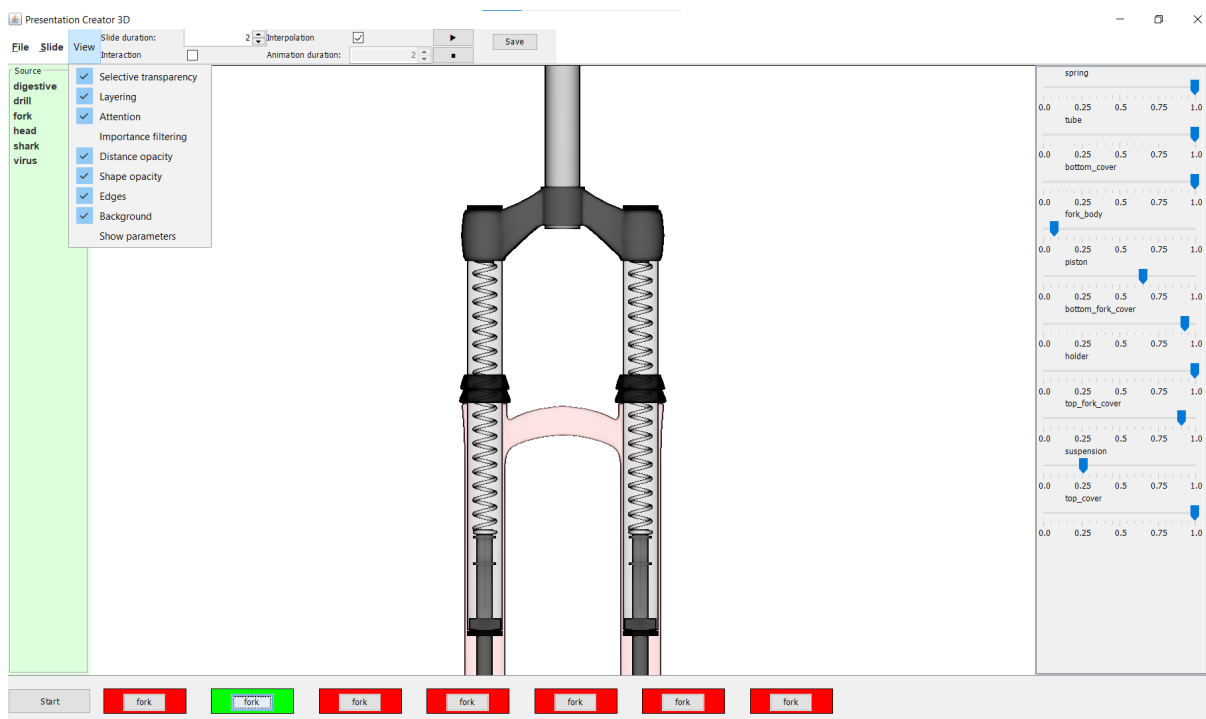 Presentation Creator 3D
File Slide View
Slide duration: 2 Interpolation
Interaction Animation duration: 2
Save
Source
digestive
drill
fork
head
shark
virus
Selective transparency
Layering
Attention
Importance filtering
Distance opacity
Shape opacity
Edges
Background
Show parameters
spring
0.0 0.25 0.5 0.75 1.0
tube
0.0 0.25 0.5 0.75 1.0
bottom_cover
0.0 0.25 0.5 0.75 1.0
fork_body
0.0 0.25 0.5 0.75 1.0
piston
0.0 0.25 0.5 0.75 1.0
bottom_fork_cover
0.0 0.25 0.5 0.75 1.0
holder
0.0 0.25 0.5 0.75 1.0
top_fork_cover
0.0 0.25 0.5 0.75 1.0
suspension
0.0 0.25 0.5 0.75 1.0
top_cover
0.0 0.25 0.5 0.75 1.0
Start fork fork fork fork fork fork fork